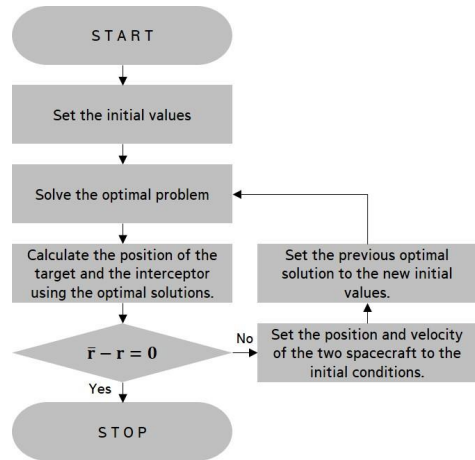 S T A R T
Set the initial values
Solve the optimal problem
Calculate the position of the
target and the interceptor
using the optimal solutions.
Set the previous optimal
solution to the new initial
values.
r̄ − r = 0
No
Set the position and velocity
of the two spacecraft to the
initial conditions.
Yes
S T O P